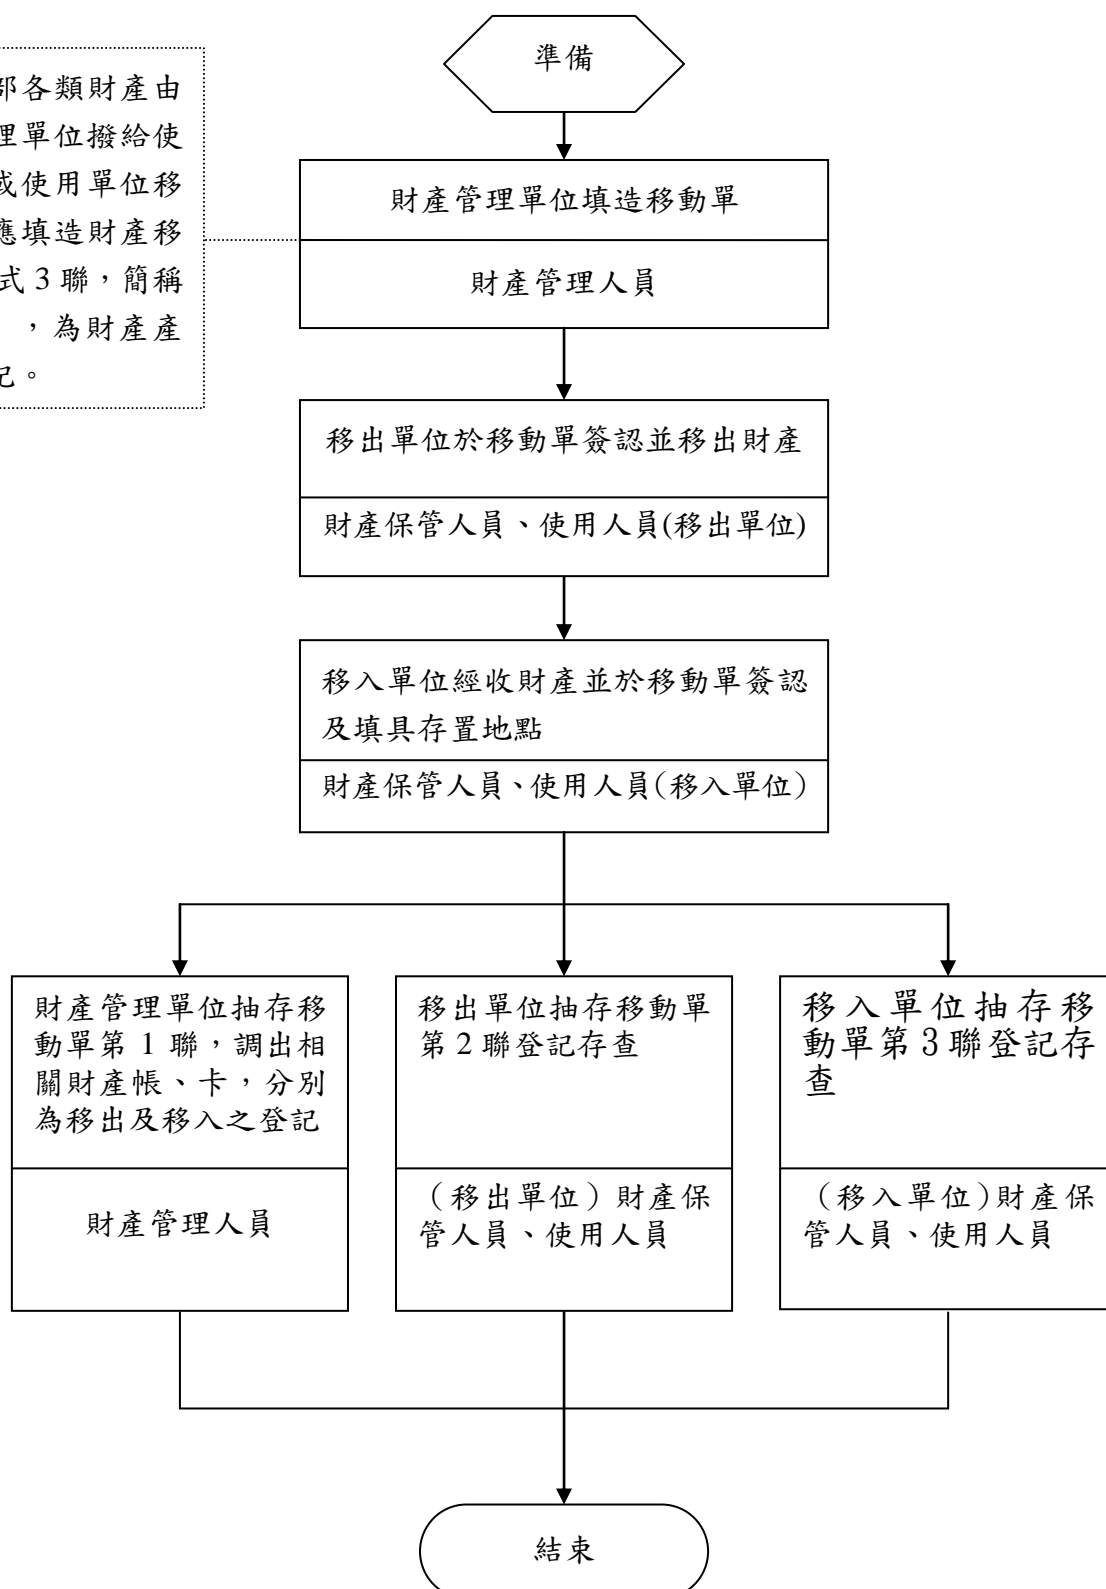 準備
部各類財產由
理單位撥給使
或使用單位移
應填造財產移
式3聯，簡稱
，為財產產
記。
財產管理單位填造移動單
財產管理人員
移出單位於移動單簽認並移出財產
財產保管人員、使用人員(移出單位)
移入單位經收財產並於移動單簽認
及填具存置地點
財產保管人員、使用人員(移入單位)
財產管理單位抽存移
動單第1聯，調出相
關財產帳、卡，分別
為移出及移入之登記
財產管理人員
移出單位抽存移動單
第2聯登記存查
（移出單位）財產保
管人員、使用人員
移入單位抽存移
動單第3聯登記存
查
（移入單位）財產保
管人員、使用人員
結束